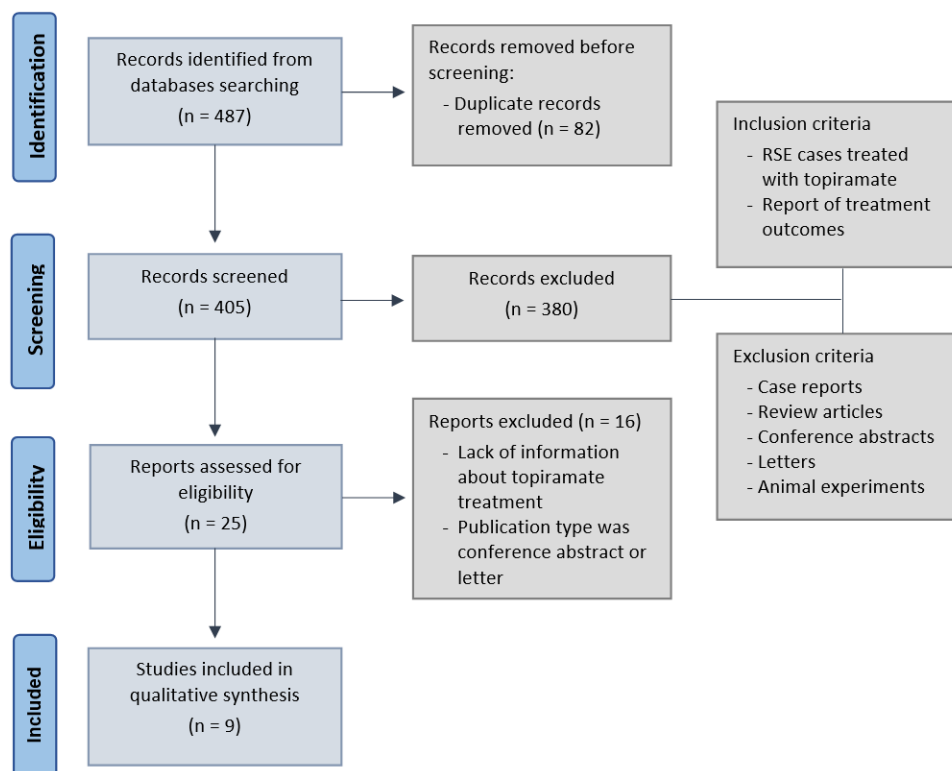 Identification
Records identified from
databases searching
(n = 487)
Records removed before
screening:
- Duplicate records
removed (n = 82)
Inclusion criteria
- RSE cases treated
with topiramate
- Report of treatment
outcomes
Screening
Records screened
(n = 405)
Records excluded
(n = 380)
Exclusion criteria
- Case reports
- Review articles
- Conference abstracts
- Letters
- Animal experiments
Eligibility
Reports assessed for
eligibility
(n = 25)
Reports excluded (n = 16)
- Lack of information
about topiramate
treatment
- Publication type was
conference abstract or
letter
Included
Studies included in
qualitative synthesis
(n = 9)